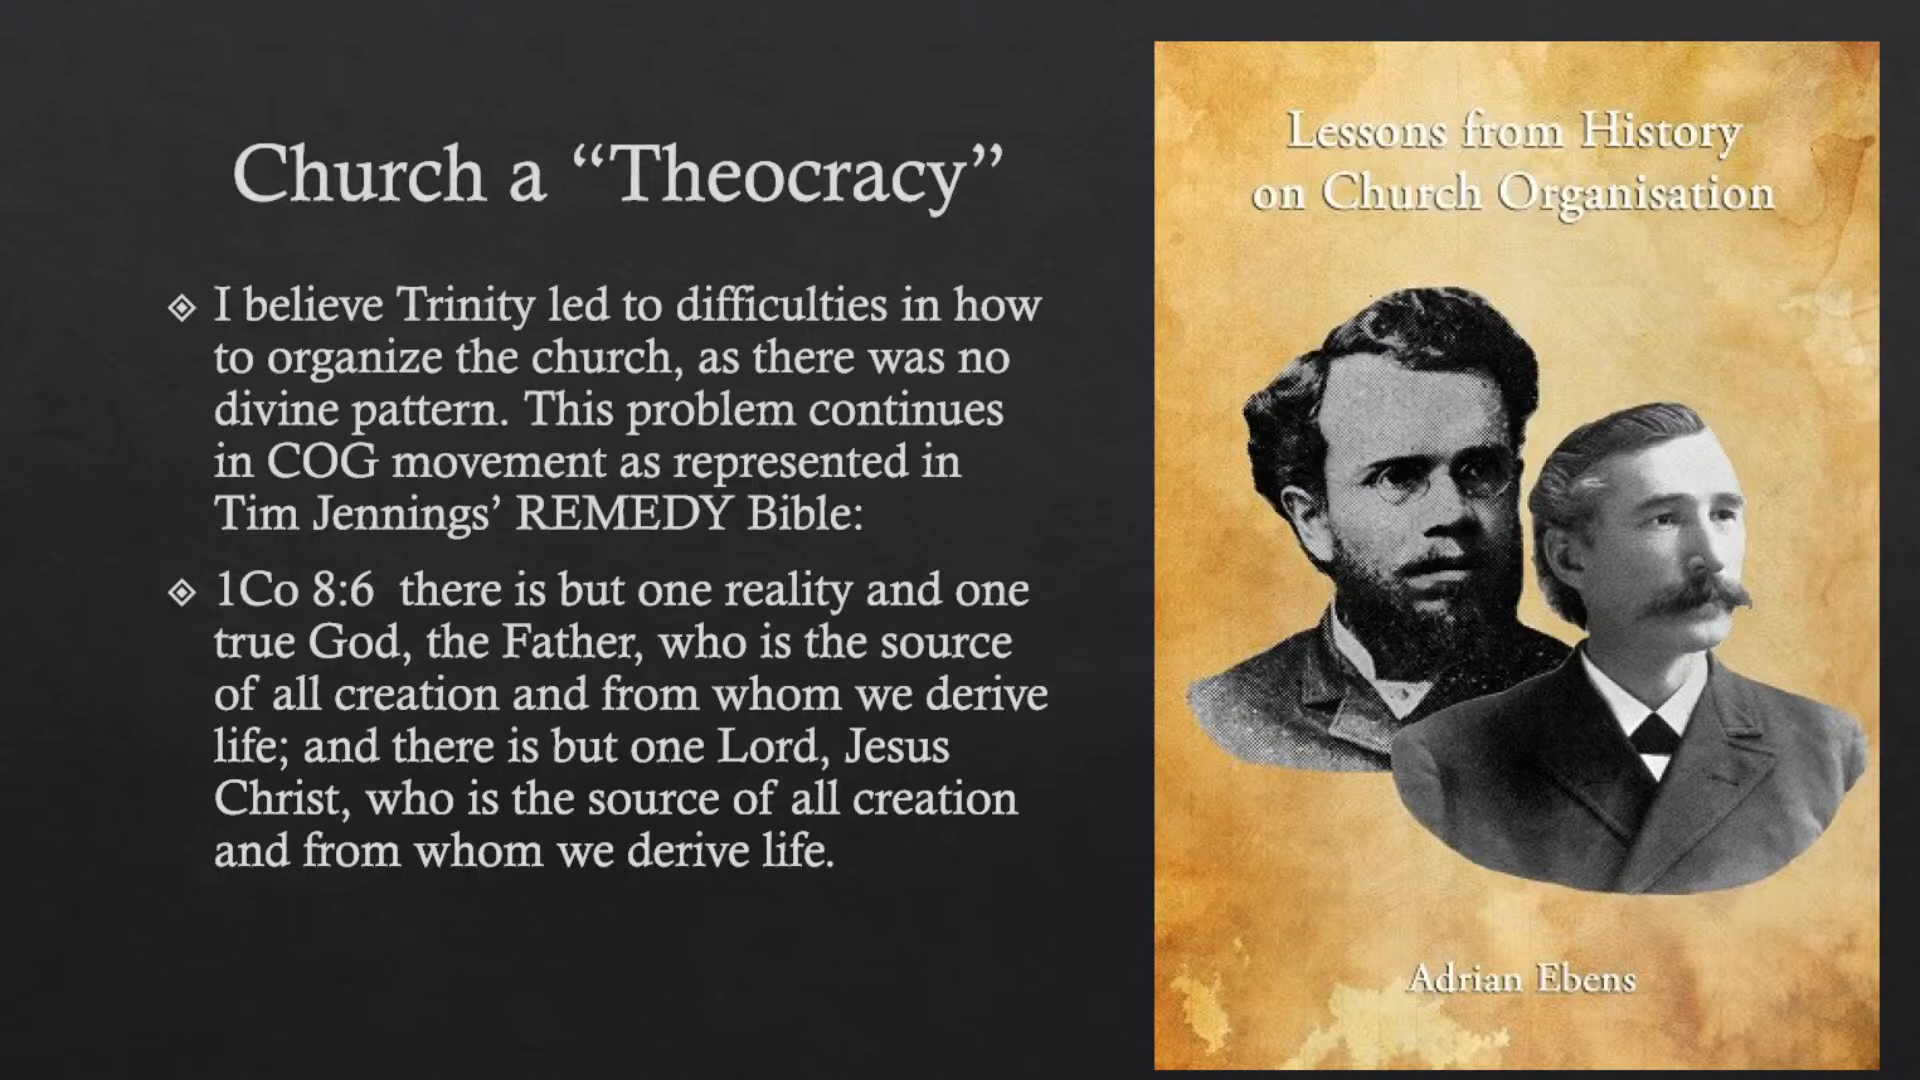 Church a “Theocracy”
I believe Trinity led to difficulties in how
to organize the church, as there was no
divine pattern. This problem continues
in COG movement as represented in
Tim Jennings’ REMEDY Bible:
1Co 8:6  there is but one reality and one
true God, the Father, who is the source
of all creation and from whom we derive
life; and there is but one Lord, Jesus
Christ, who is the source of all creation
and from whom we derive life.
Lessons from History
on Church Organisation
Adrian Ebens